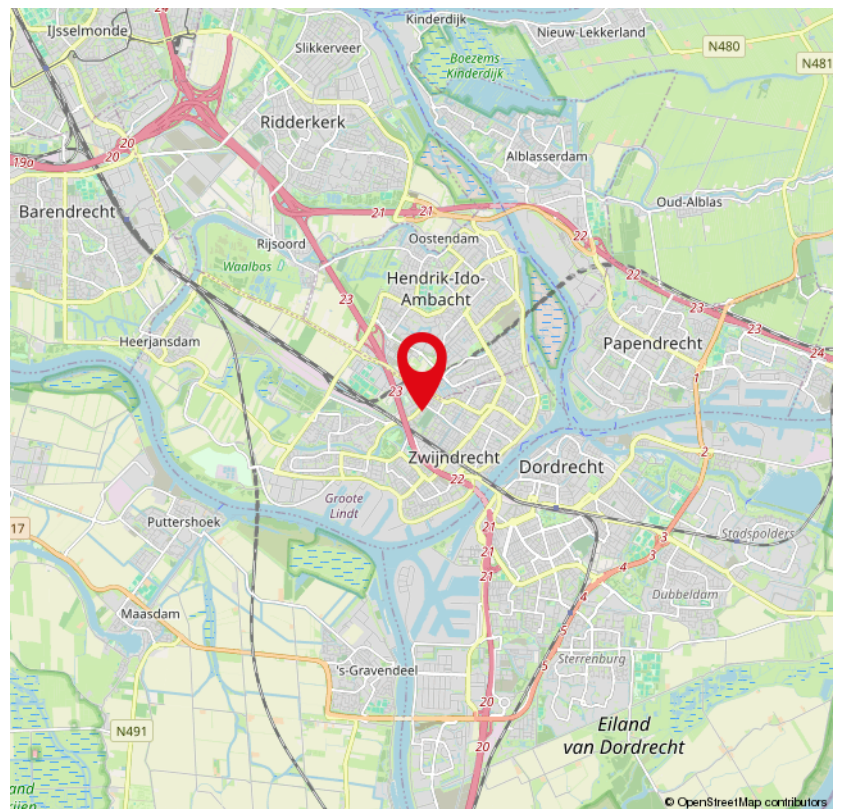 Kinderdijk
24
IJsselmonde
Nieuw-Lekkerland
Slikkerveer
N480
Boezems
Kinderdijk
N481
Ridderkerk
20
20
19a
Alblasserdam
Oud-Alblas
Barendrecht
21
21
22
Oostendam
Rijsoord
Waalbos
22
Hendrik-Ido-
Ambacht
23
23
23
Heerjansdam
Papendrecht
24
1
23
2
Zwijndrecht
Dordrecht
22
Groote
Lindt
17
Puttershoek
21
Stadspolders
3
21
3
4
21
4
Dubbeldam
Maasdam
5
Sterrenburg
's-Gravendeel
5
20
N491
Eiland
van Dordrecht
20
and
riën
© OpenStreetMap contributors